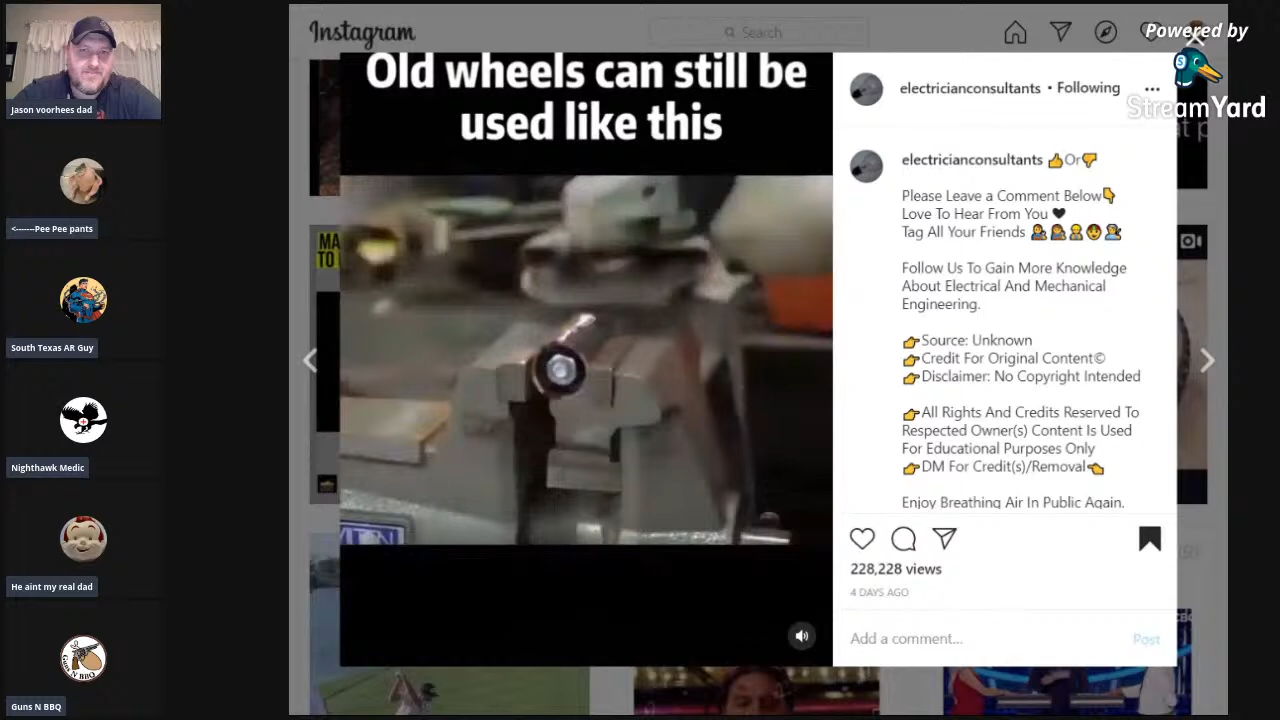 Jason voorhees dad
<------Pee Pee pants
South Texas AR Guy
Nighthawk Medic
He aint my real dad
GUNS N BBQ
Guns N BBQ
Instagram
Search
Powered by
StreamYard
Old wheels can still be
used like this
MA
TO
electricianconsultants • Following
electricianconsultants 👍Or👎
Please Leave a Comment Below👇
Love To Hear From You 🖤
Tag All Your Friends
Follow Us To Gain More Knowledge
About Electrical And Mechanical
Engineering.
👉Source: Unknown
👉Credit For Original Content©
👉Disclaimer: No Copyright Intended
👉All Rights And Credits Reserved To
Respected Owner(s) Content Is Used
For Educational Purposes Only
👉DM For Credit(s)/Removal👈
Enjoy Breathing Air In Public Again.
228,228 views
4 DAYS AGO
Add a comment...
Post